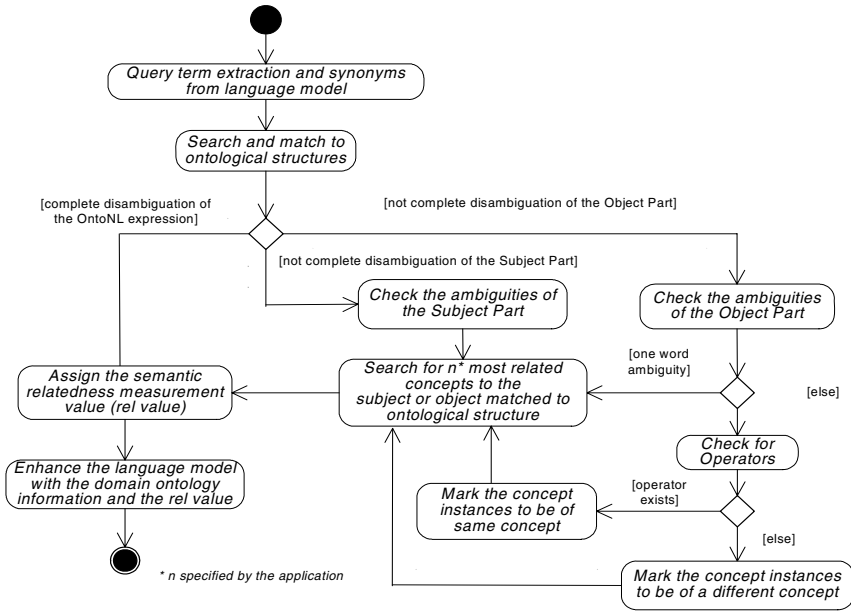 Query term extraction and synonyms
from language model
Search and match to
ontological structures
[complete disambiguation of
the OntoNL expression]
[not complete disambiguation of the Object Part]
[not complete disambiguation of the Subject Part]
Check the ambiguities of
the Subject Part
Check the ambiguities
of the Object Part
Assign the semantic
relatedness measurement
value (rel value)
Search for n* most related
concepts to the
subject or object matched to
ontological structure
[one word
ambiguity]
[else]
Check for
Operators
Enhance the language model
with the domain ontology
information and the rel value
Mark the concept
instances to be of
same concept
[operator
exists]
[else]
* n specified by the application
Mark the concept instances
to be of a different concept